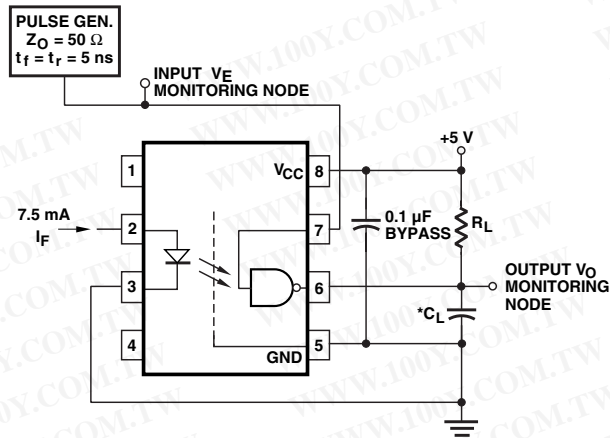 PULSE GEN.
Z_O = 50 Ω
t_f = t_r = 5 ns
INPUT V_E
MONITORING NODE
+5 V
1
V_CC
8
7.5 mA
I_F
2
7
0.1 µF
BYPASS
R_L
3
6
OUTPUT V_O
MONITORING
NODE
*C_L
4
GND
5
WWW.100Y.COM.TW